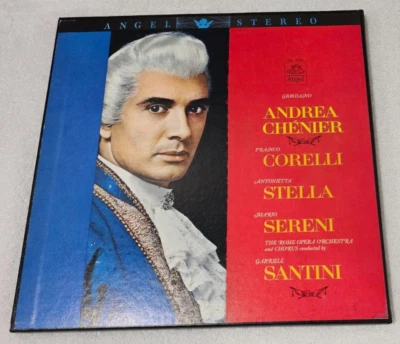 ANGEL STEREO
GIORDANO
ANDREA
CHÉNIER
FRANCO
CORELLI
ANTONIETTA
STELLA
MARIO
SERENI
THE ROME OPERA ORCHESTRA
and CHORUS conducted by
GABRIELE
SANTINI